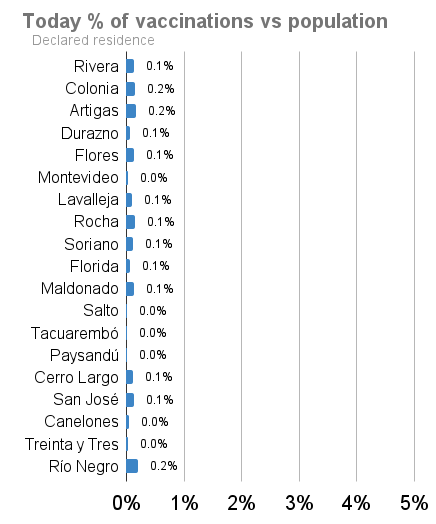 Today % of vaccinations vs population
Declared residence
Rivera 0.1%
Colonia 0.2%
Artigas 0.2%
Durazno 0.1%
Flores 0.1%
Montevideo 0.0%
Lavalleja 0.1%
Rocha 0.1%
Soriano 0.1%
Florida 0.1%
Maldonado 0.1%
Salto 0.0%
Tacuarembó 0.0%
Paysandú 0.0%
Cerro Largo 0.1%
San José 0.1%
Canelones 0.0%
Treinta y Tres 0.0%
Río Negro 0.2%
0% 1% 2% 3% 4% 5%